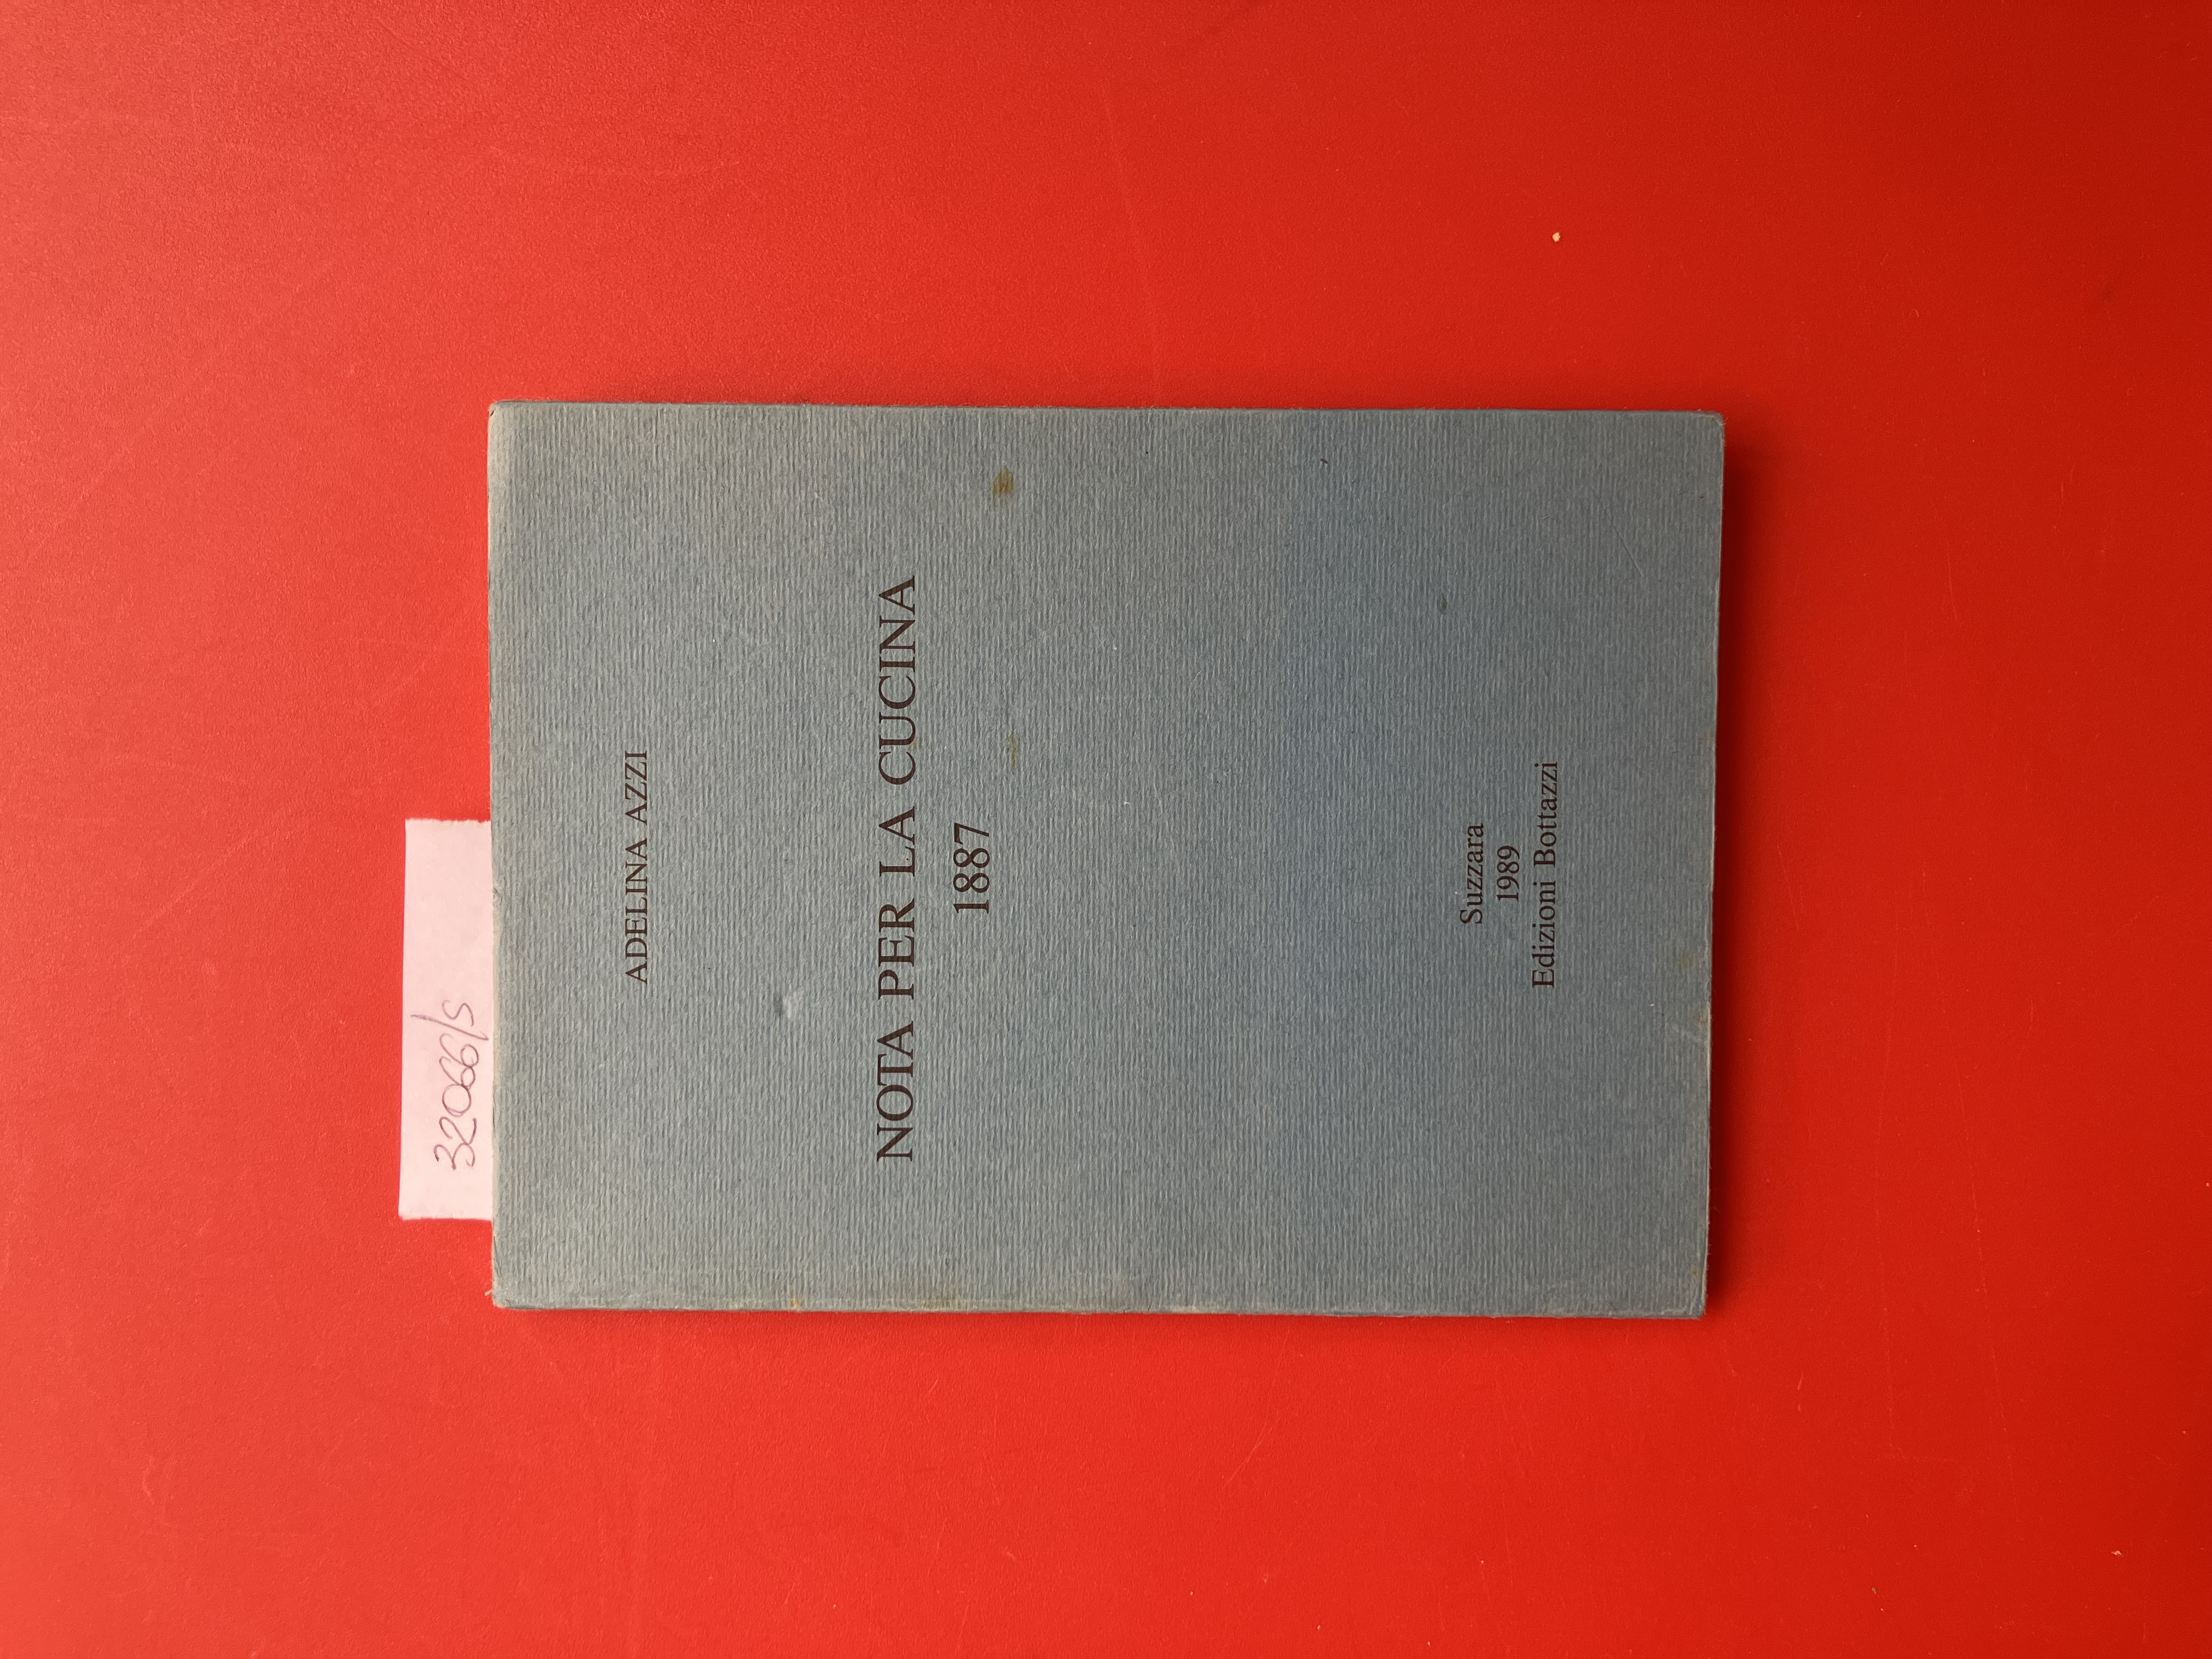 32066/S
ADELINA AZZI
NOTA PER LA CUCINA
1887
Suzzara
1989
Edizioni Bottazzi